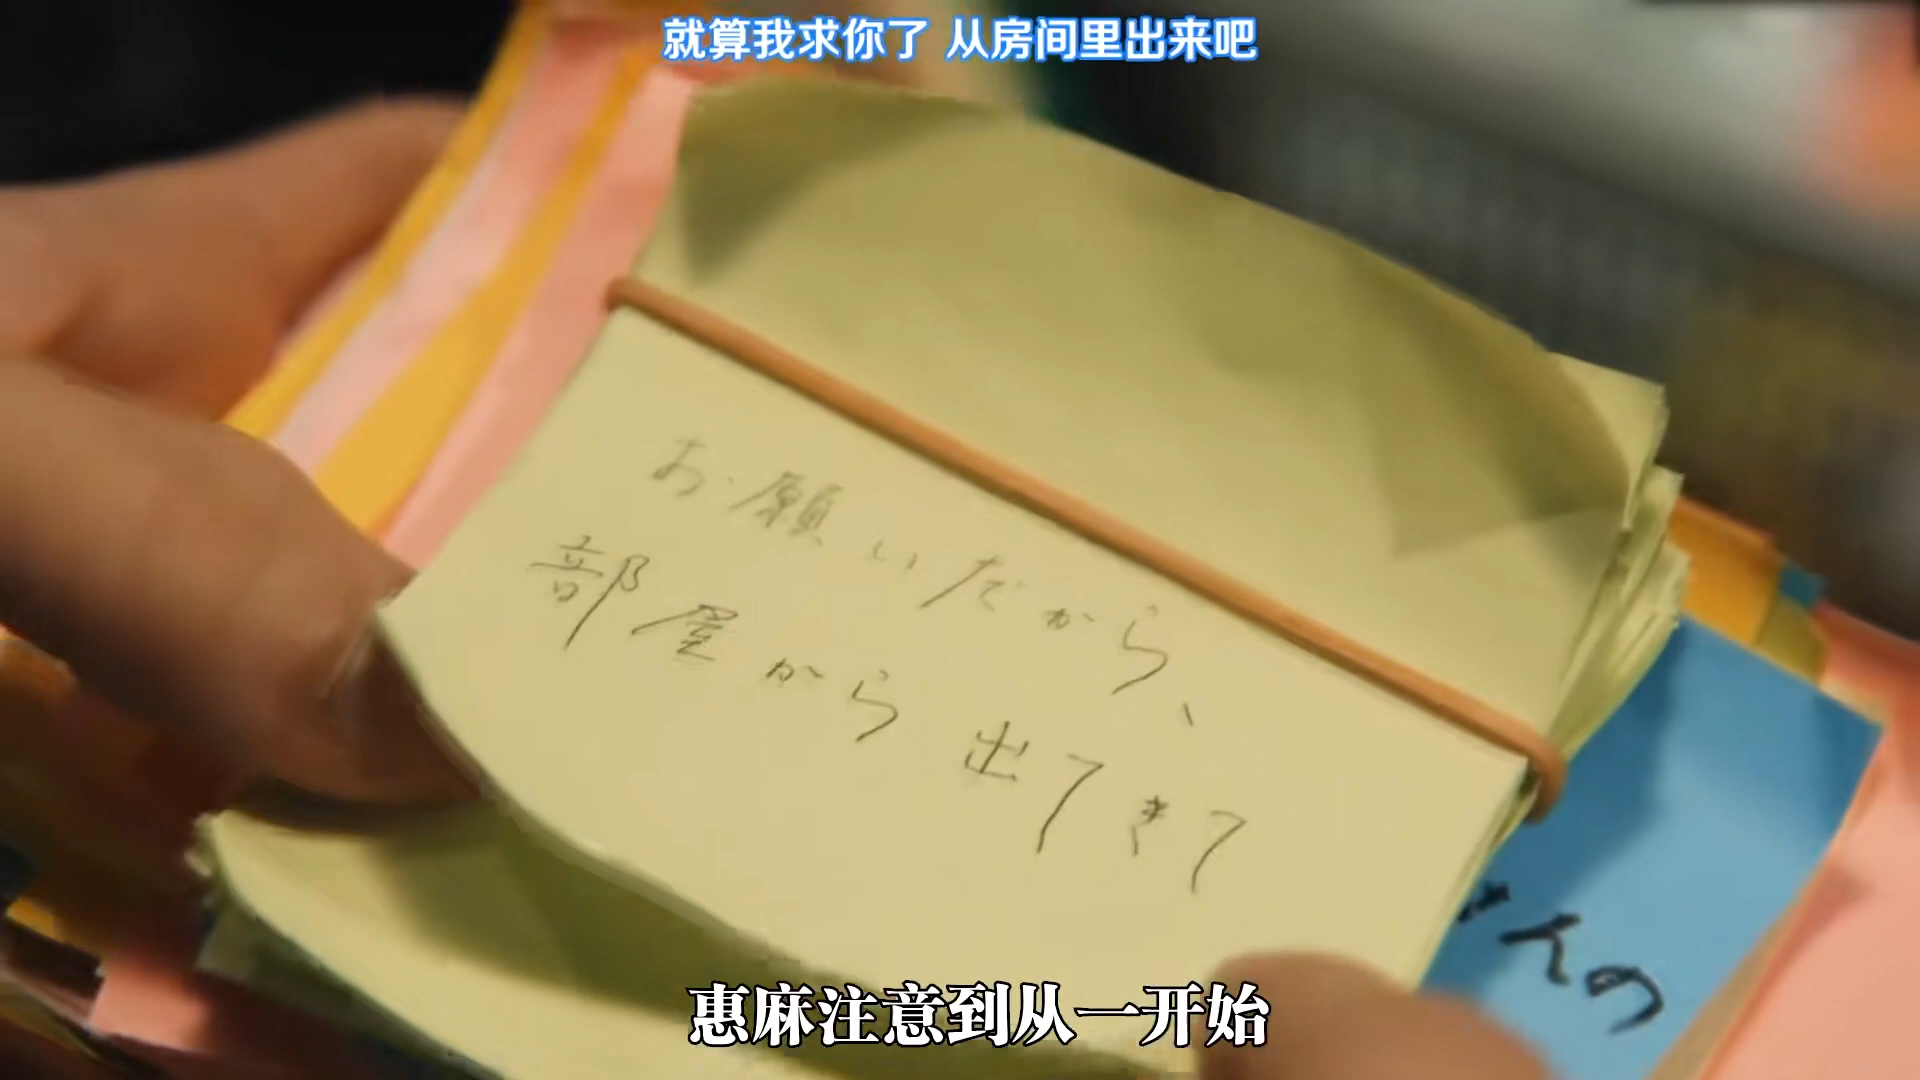 就算我求你了 从房间里出来吧
お願いだから、
部屋から出てきて
んの
惠麻注意到从一开始